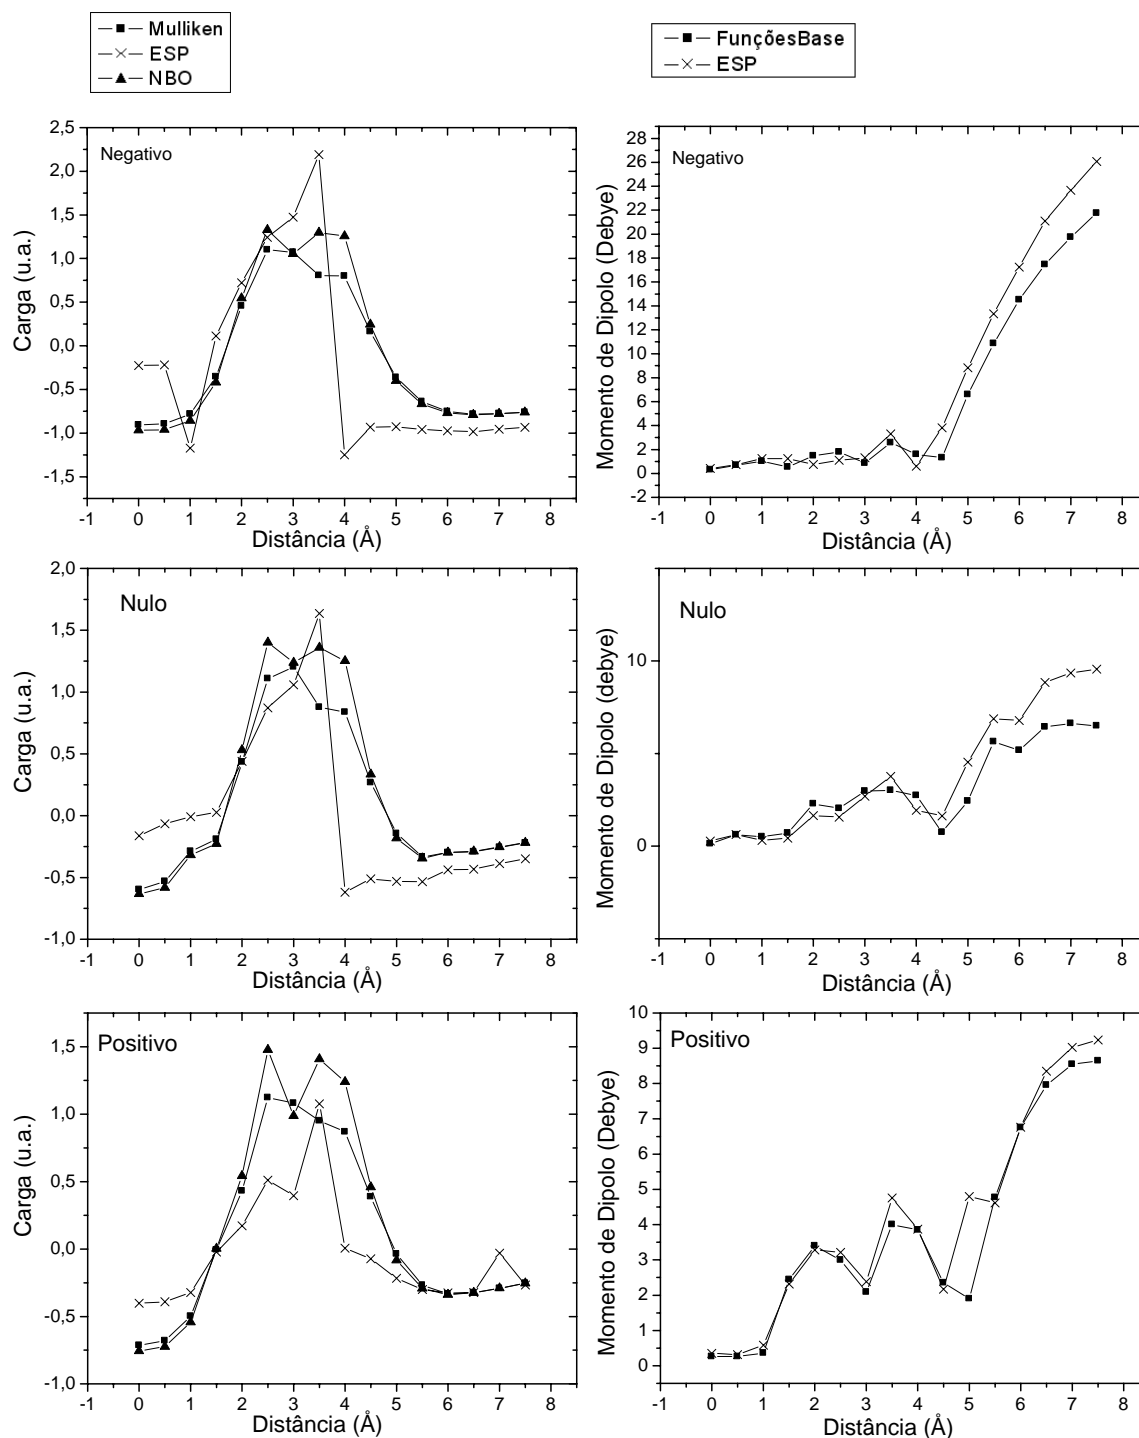 Mulliken
ESP
NBO
FunçõesBase
ESP
Negativo
Carga (u.a.)
2,5
2,0
1,5
1,0
0,5
0,0
-0,5
-1,0
-1,5
-1 0 1 2 3 4 5 6 7 8
Distância (Å)
Negativo
Momento de Dipolo (Debye)
28
26
24
22
20
18
16
14
12
10
8
6
4
2
0
-2
-1 0 1 2 3 4 5 6 7 8
Distância (Å)
Nulo
Carga (u.a.)
2,0
1,5
1,0
0,5
0,0
-0,5
-1,0
-1 0 1 2 3 4 5 6 7 8
Distância (Å)
Nulo
Momento de Dipolo (debye)
10
0
-1 0 1 2 3 4 5 6 7 8
Distância (Å)
Positivo
Carga (u.a.)
1,5
1,0
0,5
0,0
-0,5
-1,0
-1 0 1 2 3 4 5 6 7 8
Distância (Å)
Positivo
Momento de Dipolo (Debye)
10
9
8
7
6
5
4
3
2
1
0
-1 0 1 2 3 4 5 6 7 8
Distância (Å)